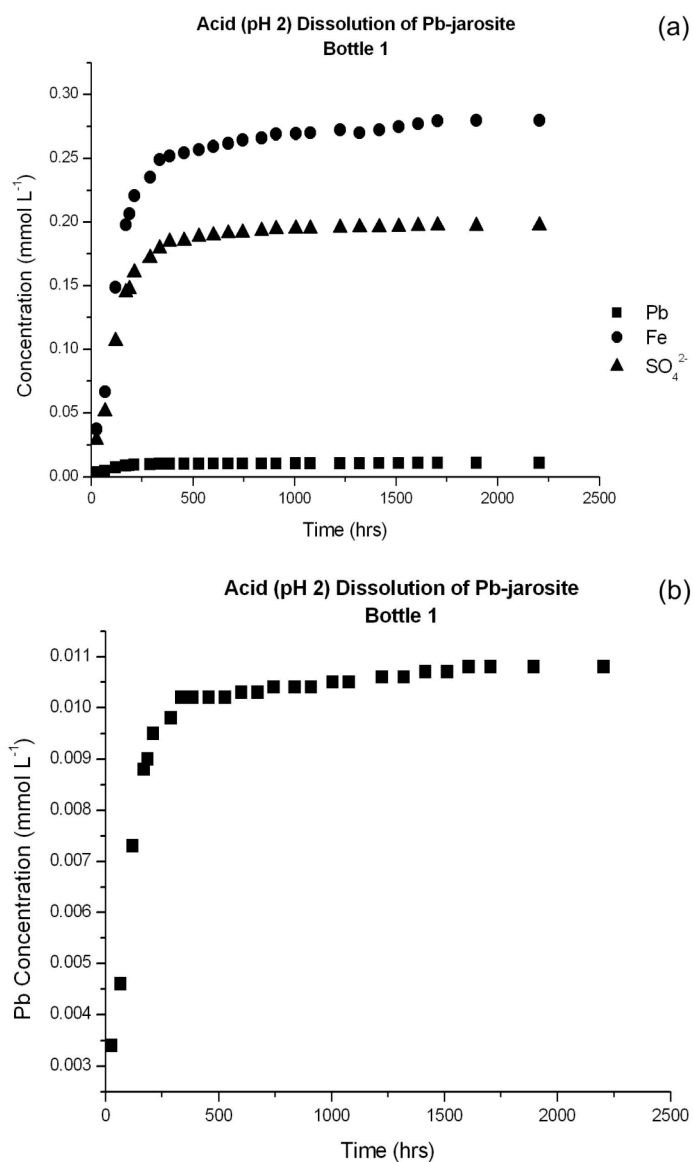 Acid (pH 2) Dissolution of Pb-jarosite
Bottle 1
(a)
Concentration (mmol L⁻¹)
0.30
0.25
0.20
0.15
0.10
0.05
0.00
0 500 1000 1500 2000 2500
Time (hrs)
Pb
Fe
SO₄²⁻
Acid (pH 2) Dissolution of Pb-jarosite
Bottle 1
(b)
Pb Concentration (mmol L⁻¹)
0.011
0.010
0.009
0.008
0.007
0.006
0.005
0.004
0.003
0 500 1000 1500 2000 2500
Time (hrs)